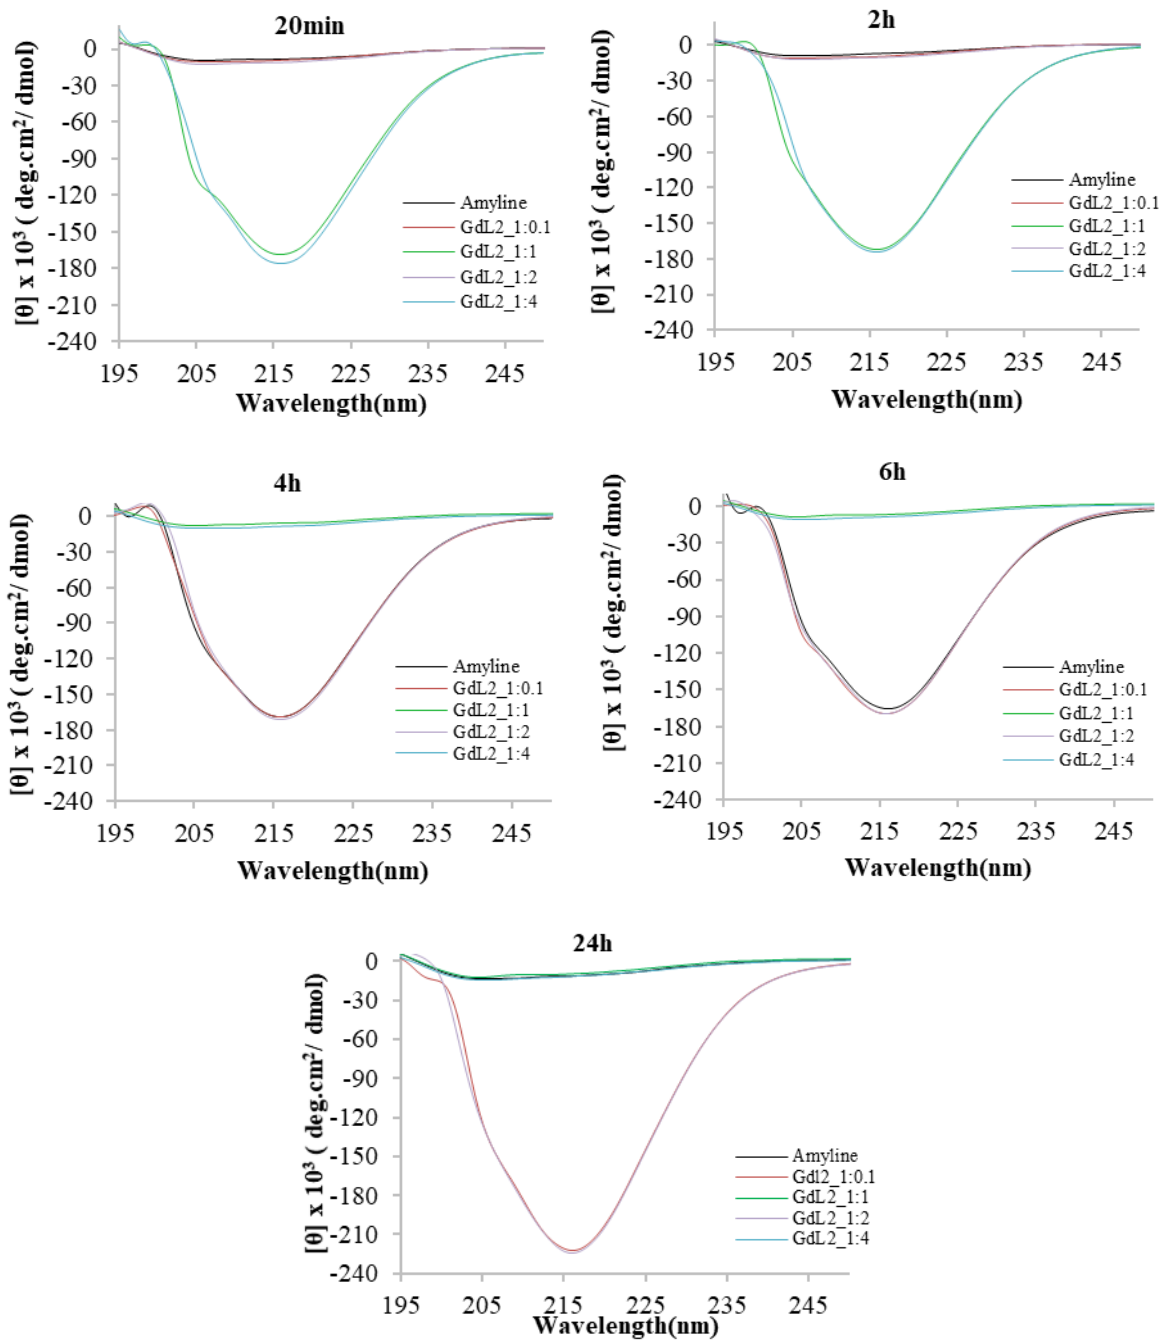 20min
[θ] x 10³ ( deg.cm²/ dmol)
0
-30
-60
-90
-120
-150
-180
-210
-240
195 205 215 225 235 245
Wavelength(nm)
Amyline
GdL2_1:0.1
GdL2_1:1
GdL2_1:2
GdL2_1:4
2h
[θ] x 10³ ( deg.cm²/ dmol)
0
-30
-60
-90
-120
-150
-180
-210
-240
195 205 215 225 235 245
Wavelength(nm)
Amyline
GdL2_1:0.1
GdL2_1:1
GdL2_1:2
GdL2_1:4
4h
[θ] x 10³ ( deg.cm²/ dmol)
0
-30
-60
-90
-120
-150
-180
-210
-240
195 205 215 225 235 245
Wavelength(nm)
Amyline
GdL2_1:0.1
GdL2_1:1
GdL2_1:2
GdL2_1:4
6h
[θ] x 10³ ( deg.cm²/ dmol)
0
-30
-60
-90
-120
-150
-180
-210
-240
195 205 215 225 235 245
Wavelength(nm)
Amyline
GdL2_1:0.1
GdL2_1:1
GdL2_1:2
GdL2_1:4
24h
[θ] x 10³ ( deg.cm²/ dmol)
0
-30
-60
-90
-120
-150
-180
-210
-240
195 205 215 225 235 245
Wavelength(nm)
Amyline
Gdl2_1:0.1
GdL2_1:1
GdL2_1:2
GdL2_1:4